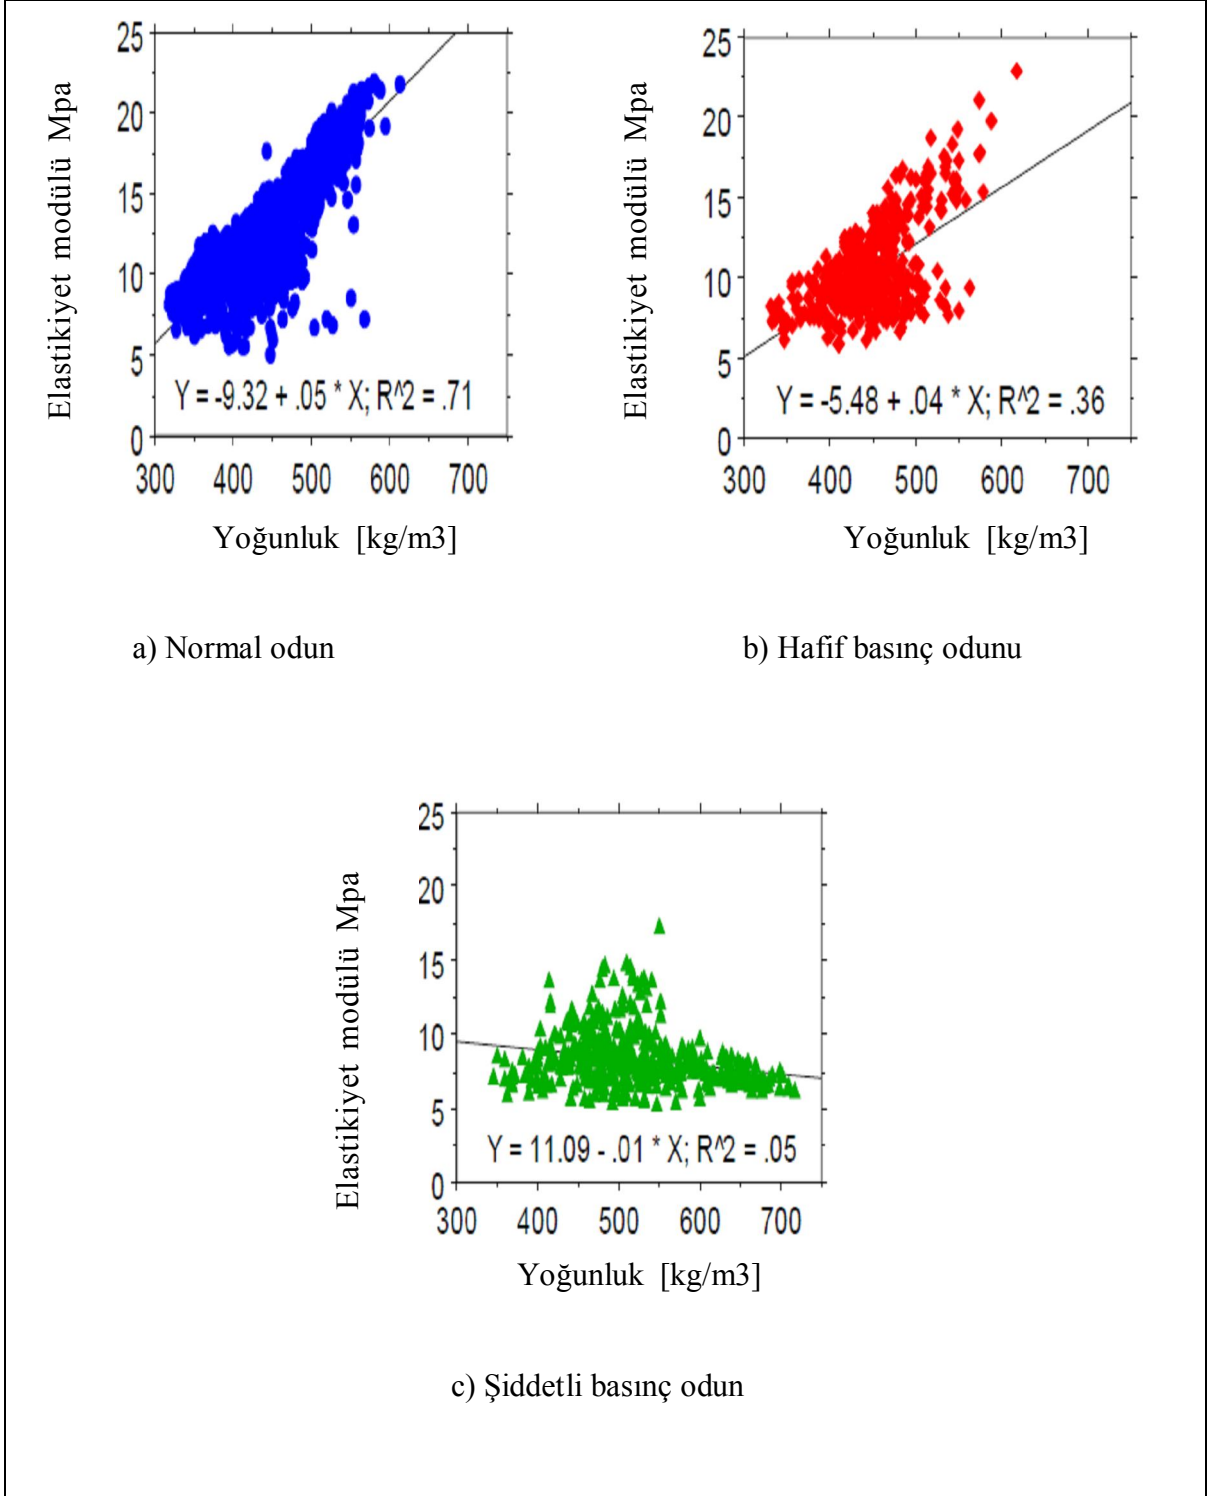 Elastikiyet modülü Mpa
25
20
15
10
5
0
Y = -9.32 + .05 * X; R^2 = .71
300 400 500 600 700
Yoğunluk [kg/m3]
a) Normal odun
Elastikiyet modülü Mpa
25
20
15
10
5
0
Y = -5.48 + .04 * X; R^2 = .36
300 400 500 600 700
Yoğunluk [kg/m3]
b) Hafif basınç odunu
Elastikiyet modülü Mpa
25
20
15
10
5
0
Y = 11.09 - .01 * X; R^2 = .05
300 400 500 600 700
Yoğunluk [kg/m3]
c) Şiddetli basınç odun